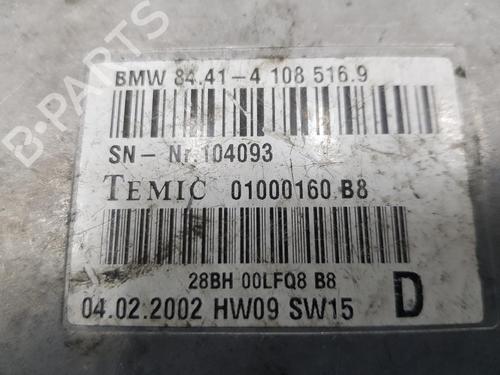 BMW 84.41-4 108 516.9
SN- Nr.104093
TEMIC 01000160 B8
28BH 00LFQ8 B8
04.02.2002 HW09 SW15 D
B-PARTS